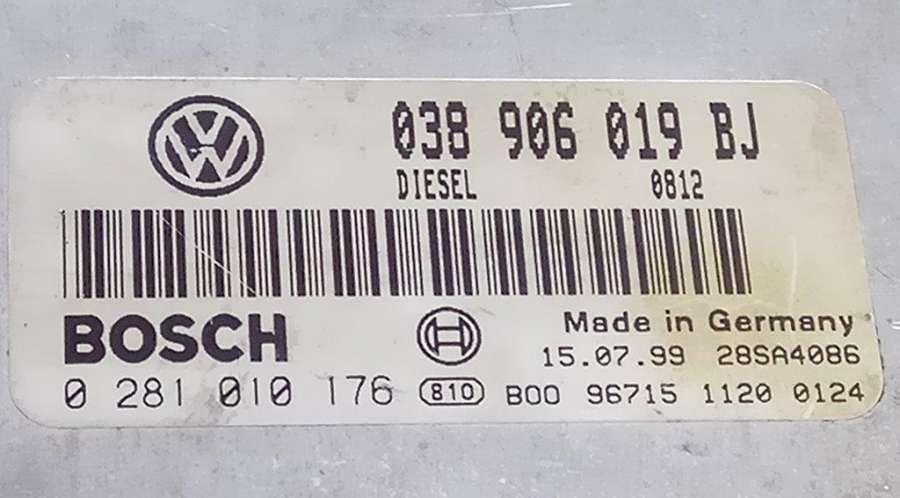 038 906 019 BJ
DIESEL 0812
BOSCH Made in Germany
15.07.99 28SA4086
0 281 010 176 810 B00 96715 1120 0124